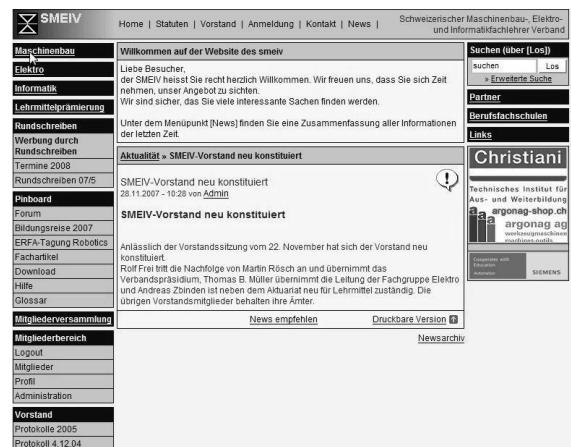 SMEIV
Home | Statuten | Vorstand | Anmeldung | Kontakt | News |
Schweizerischer Maschinenbau-, Elektro-
und Informatikfachlehrer Verband
Maschinenbau
Elektro
Informatik
Lehrmittelprämierung
Rundschreiben
Werbung durch
Rundschreiben
Termine 2008
Rundschreiben 07/5
Pinboard
Forum
Bildungsreise 2007
ERFA-Tagung Robotics
Fachartikel
Download
Hilfe
Glossar
Mitgliederversammlung
Mitgliederbereich
Logout
Mitglieder
Profil
Administration
Vorstand
Protokolle 2005
Protokoll 4.12.04
Willkommen auf der Website des smeiv
Liebe Besucher,
der SMEIV heisst Sie recht herzlich Willkommen. Wir freuen uns, dass Sie sich Zeit
nehmen, unser Angebot zu sichten.
Wir sind sicher, das Sie viele interessante Sachen finden werden.
Unter dem Menüpunkt [News] finden Sie eine Zusammenfassung aller Informationen
der letzten Zeit.
Aktualität » SMEIV-Vorstand neu konstituiert
SMEIV-Vorstand neu konstituiert
28.11.2007 - 10:28 von Admin
SMEIV-Vorstand neu konstituiert
Anlässlich der Vorstandssitzung vom 22. November hat sich der Vorstand neu
konstituiert.
Rolf Frei tritt die Nachfolge von Martin Rösch an und übernimmt das
Verbandspräsidium, Thomas B. Müller übernimmt die Leitung der Fachgruppe Elektro
und Andreas Zbinden ist neben dem Aktuariat neu für Lehrmittel zuständig. Die
übrigen Vorstandsmitglieder behalten ihre Ämter.
News empfehlen
Druckbare Version
Newsarchiv
Suchen (über [Los])
suchen
Los
» Erweiterte Suche
Partner
Berufsfachschulen
Links
Christiani
Technisches Institut für
Aus- und Weiterbildung
argonag-shop.ch
argonag ag
werkzeugmaschinen
machines-outils
Cooperates with
Education
Automation
SIEMENS